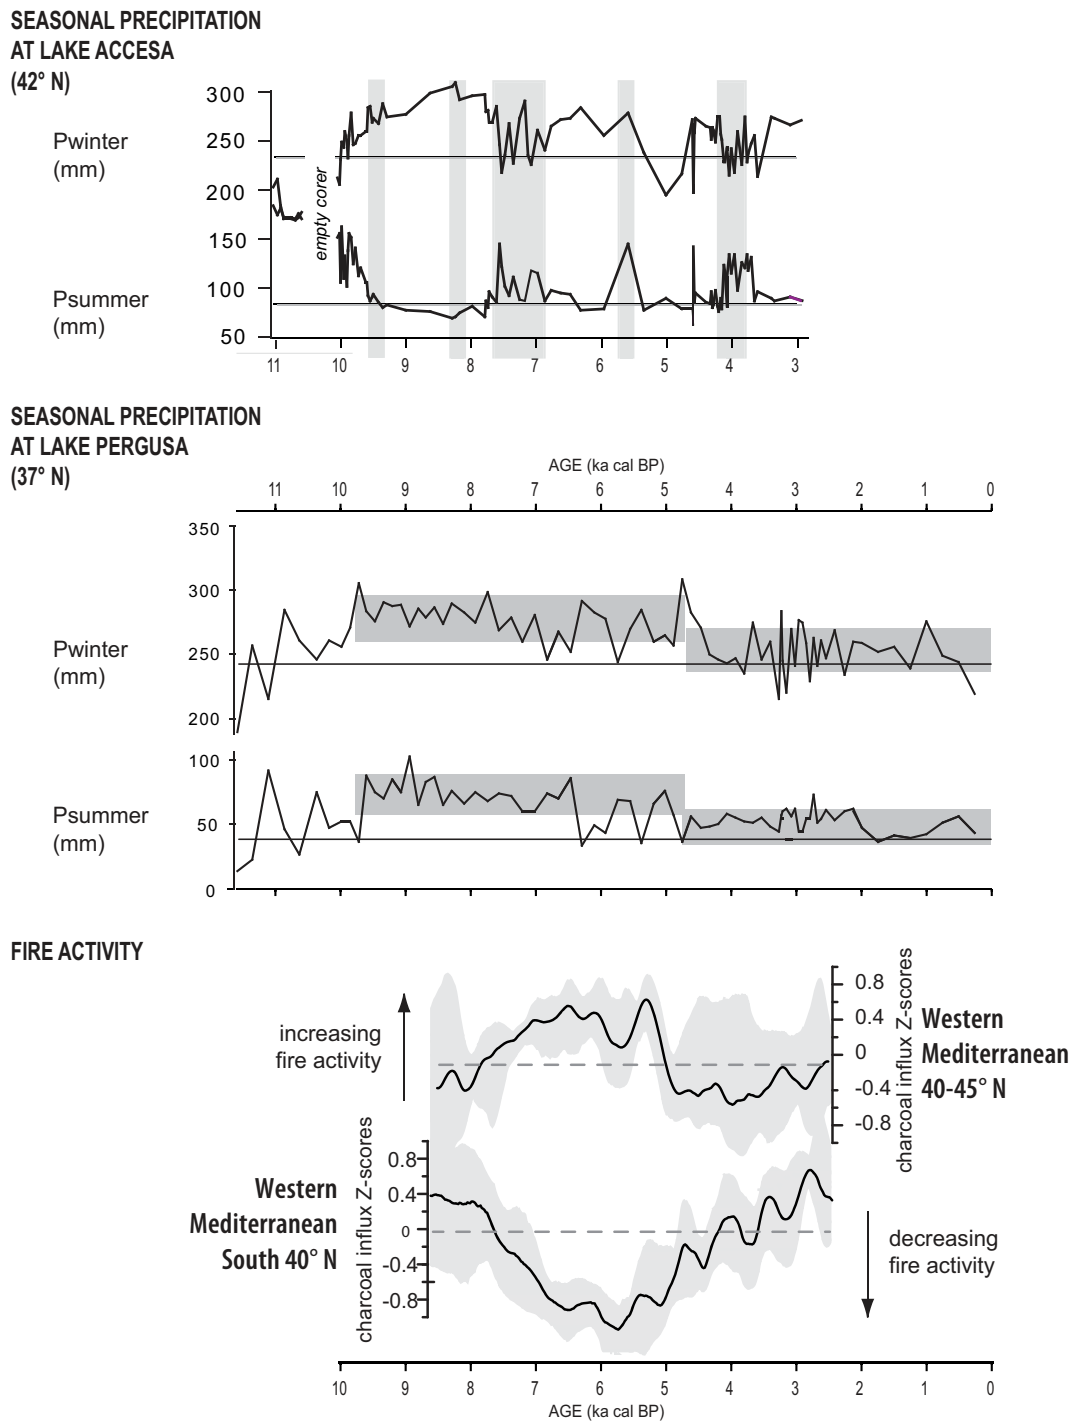 SEASONAL PRECIPITATION
AT LAKE ACCESA
(42° N)
Pwinter
(mm)
Psummer
(mm)
300
250
200
150
100
50
empty corer
11 10 9 8 7 6 5 4 3
SEASONAL PRECIPITATION
AT LAKE PERGUSA
(37° N)
AGE (ka cal BP)
11 10 9 8 7 6 5 4 3 2 1 0
350
300
250
200
Pwinter
(mm)
100
50
0
Psummer
(mm)
FIRE ACTIVITY
increasing
fire activity
0.8
0.4
0
-0.4
-0.8
charcoal influx Z-scores
Western
Mediterranean
40-45° N
Western
Mediterranean
South 40° N
charcoal influx Z-scores
0.8
0.4
0
-0.4
-0.8
decreasing
fire activity
10 9 8 7 6 5 4 3 2 1 0
AGE (ka cal BP)